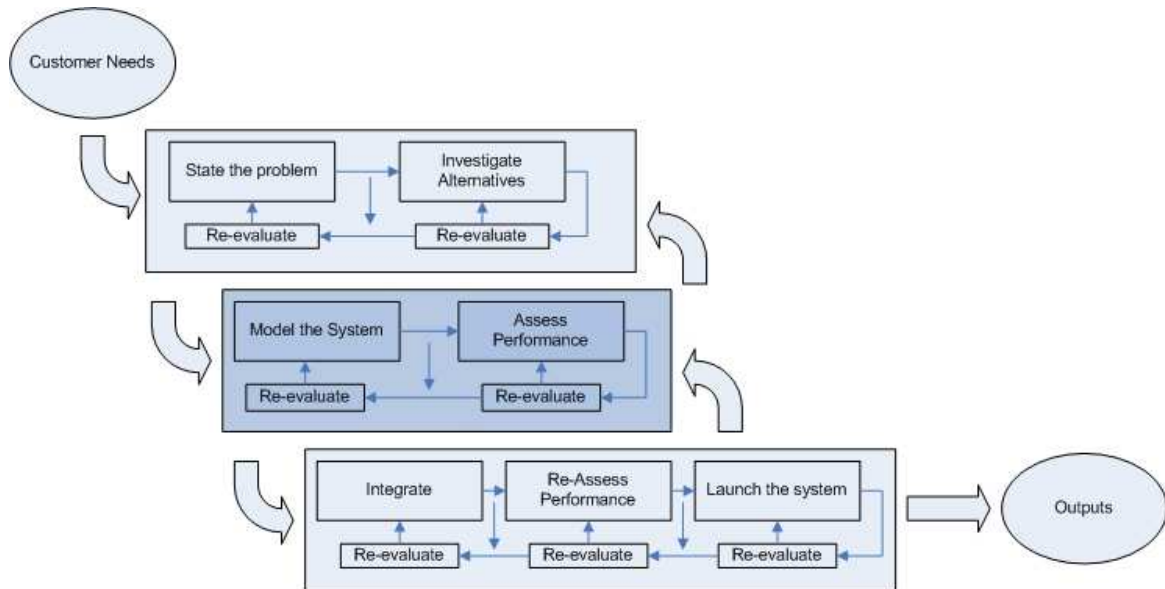 Customer Needs
State the problem
Investigate
Alternatives
Re-evaluate
Re-evaluate
Model the System
Assess
Performance
Re-evaluate
Re-evaluate
Integrate
Re-Assess
Performance
Launch the system
Re-evaluate
Re-evaluate
Re-evaluate
Outputs